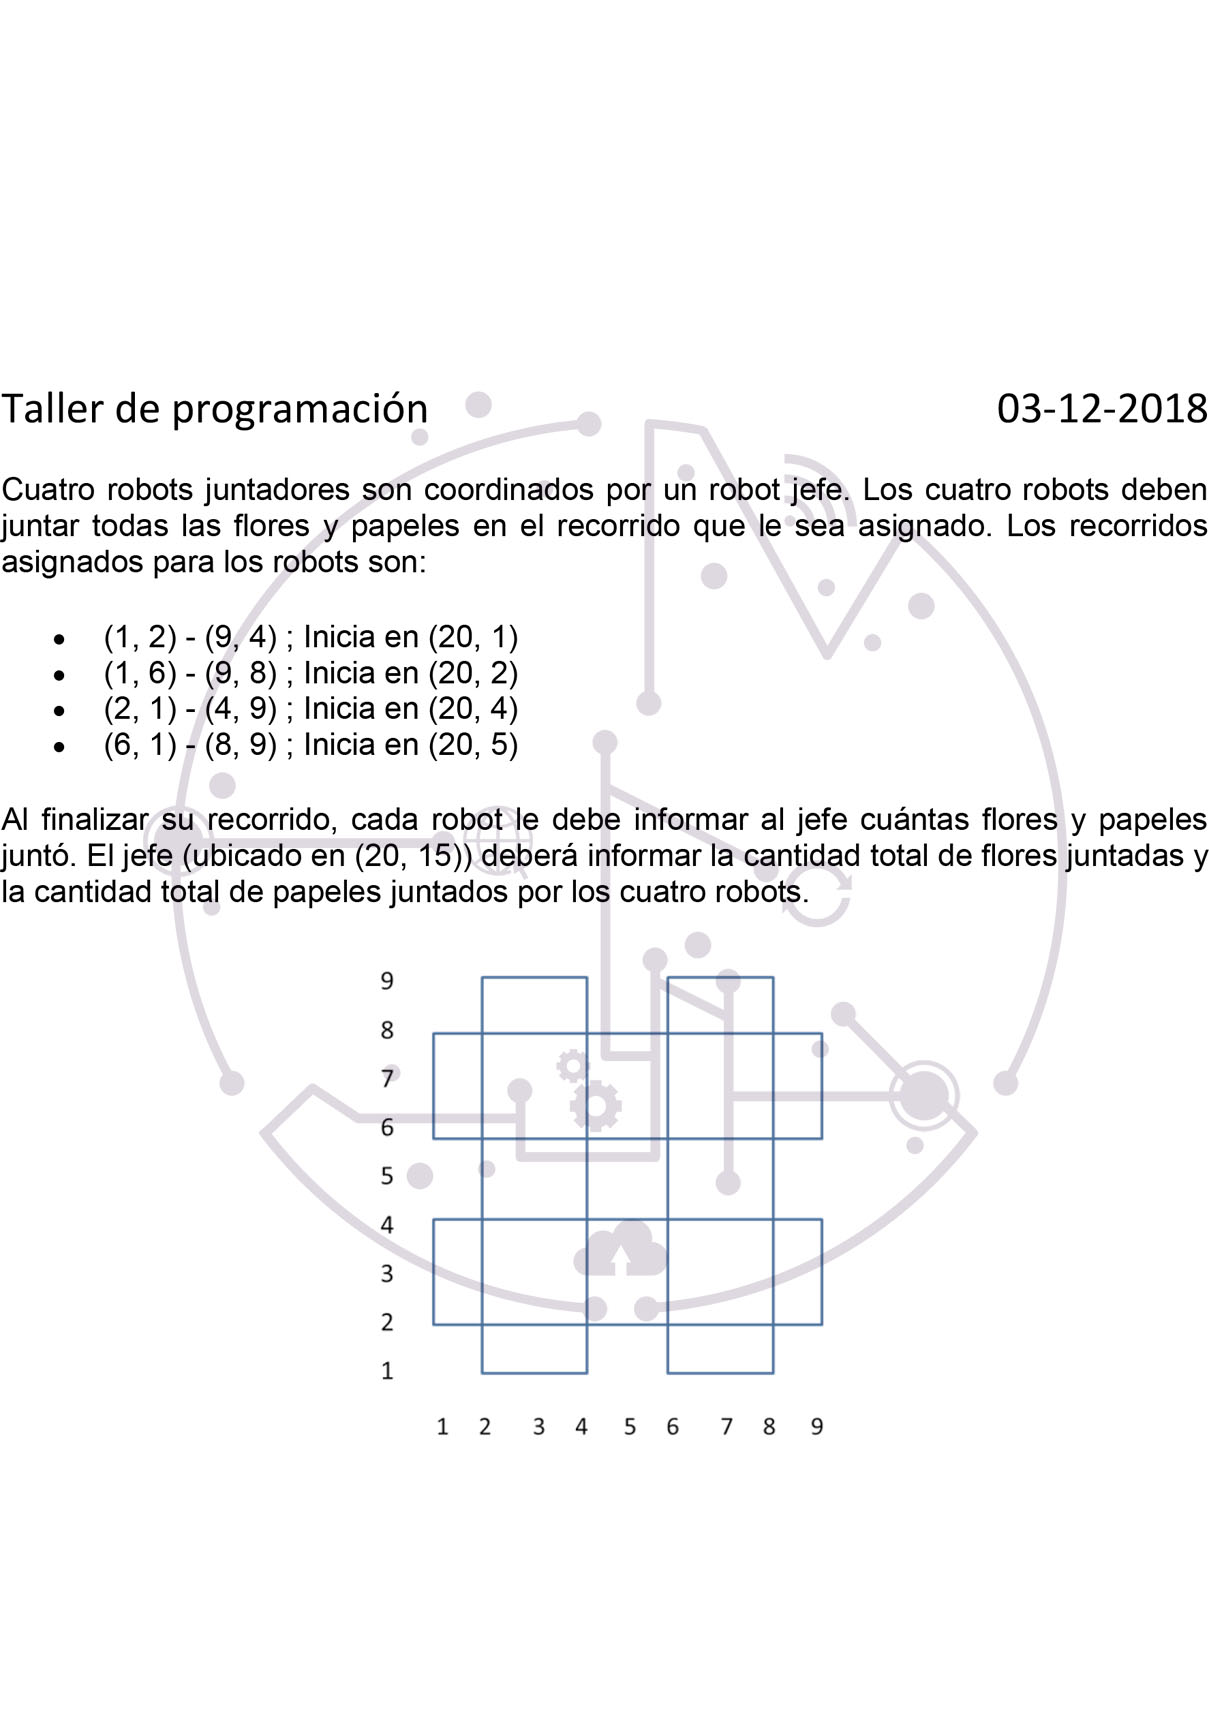 Taller de programación 03-12-2018
Cuatro robots juntadores son coordinados por un robot jefe. Los cuatro robots deben
juntar todas las flores y papeles en el recorrido que le sea asignado. Los recorridos
asignados para los robots son:
• (1, 2) - (9, 4) ; Inicia en (20, 1)
• (1, 6) - (9, 8) ; Inicia en (20, 2)
• (2, 1) - (4, 9) ; Inicia en (20, 4)
• (6, 1) - (8, 9) ; Inicia en (20, 5)
Al finalizar su recorrido, cada robot le debe informar al jefe cuántas flores y papeles
juntó. El jefe (ubicado en (20, 15)) deberá informar la cantidad total de flores juntadas y
la cantidad total de papeles juntados por los cuatro robots.
9
8
7
6
5
4
3
2
1
1 2 3 4 5 6 7 8 9